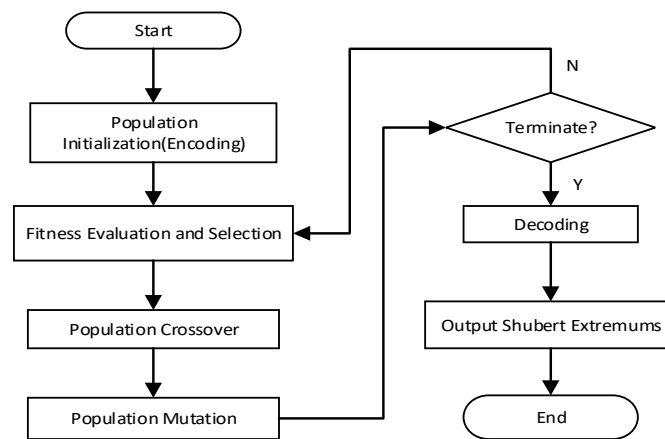 Start
Population
Initialization(Encoding)
Fitness Evaluation and Selection
Population Crossover
Population Mutation
N
Terminate?
Y
Decoding
Output Shubert Extremums
End